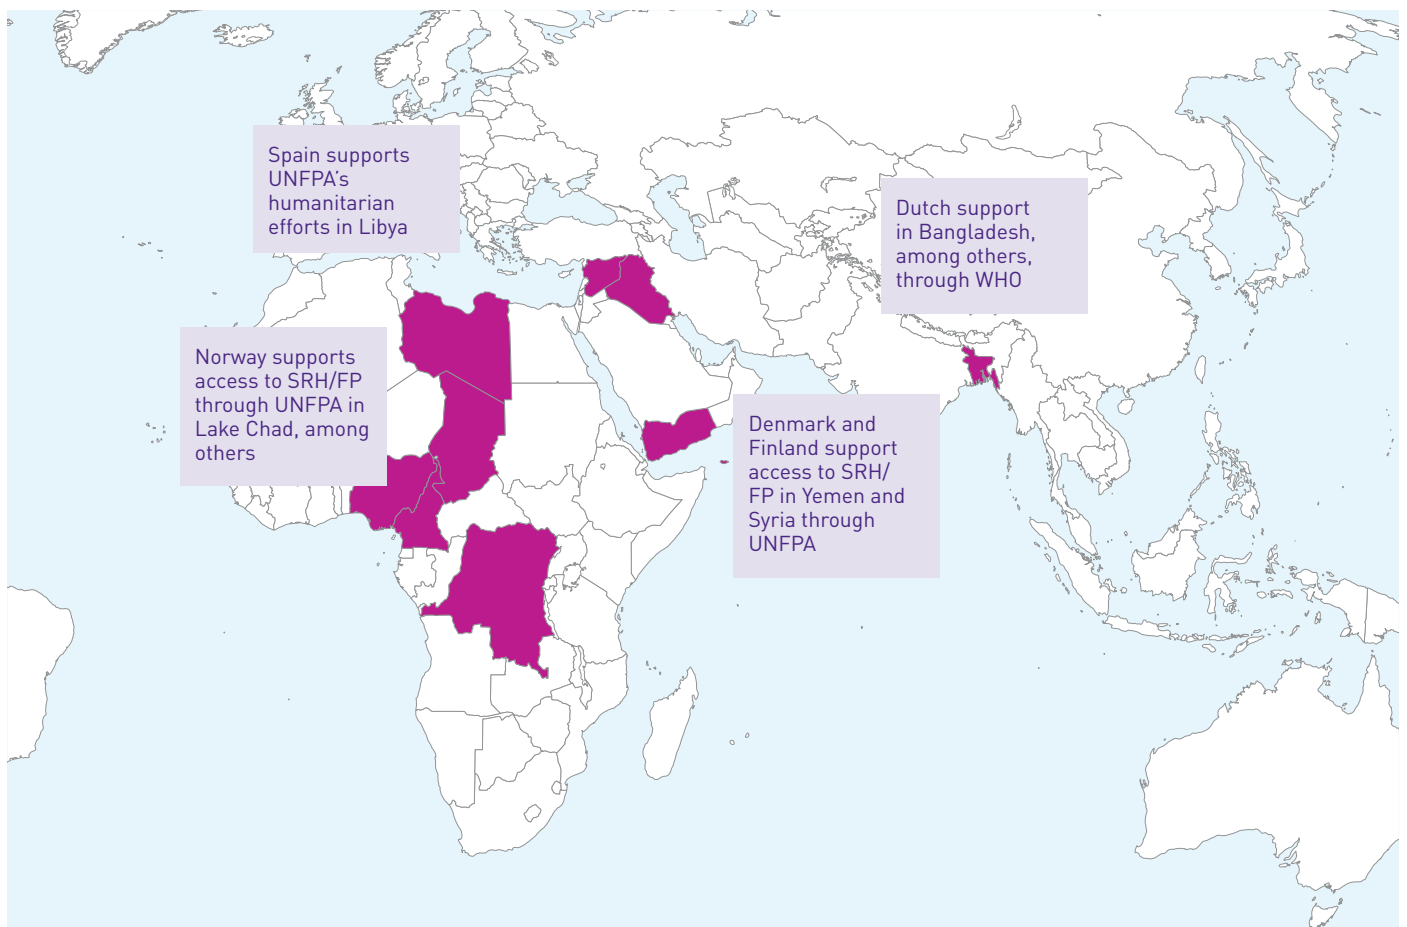 Spain supports
UNFPA's
humanitarian
efforts in Libya
Dutch support
in Bangladesh,
among others,
through WHO
Norway supports
access to SRH/FP
through UNFPA in
Lake Chad, among
others
Denmark and
Finland support
access to SRH/
FP in Yemen and
Syria through
UNFPA